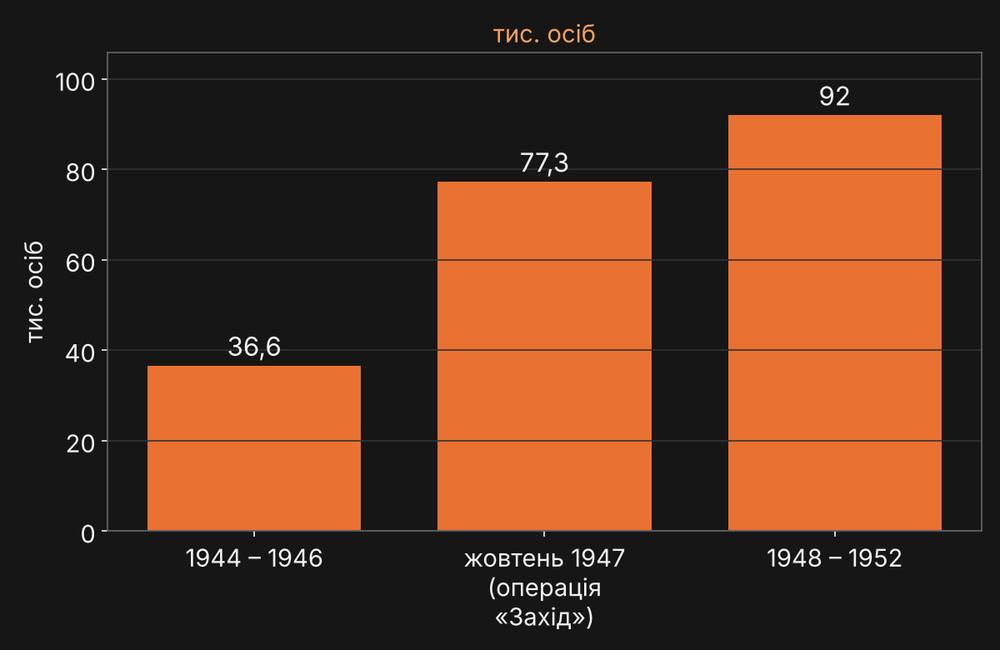 тис. осіб
тис. осіб
100
80
60
40
20
0
36,6
77,3
92
1944 – 1946
жовтень 1947
(операція
«Захід»)
1948 – 1952